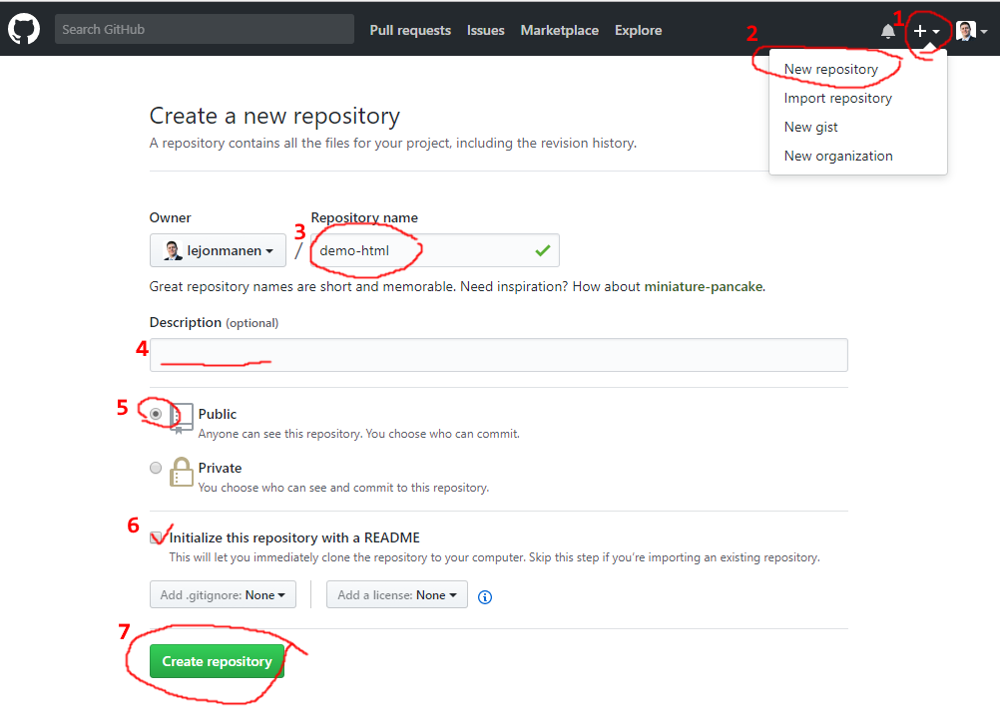 Search GitHub
Pull requests Issues Marketplace Explore
1
2
New repository
Import repository
New gist
New organization
Create a new repository
A repository contains all the files for your project, including the revision history.
Owner
Repository name
lejonmanen
/
3
demo-html
Great repository names are short and memorable. Need inspiration? How about miniature-pancake.
Description (optional)
4
5
Public
Anyone can see this repository. You choose who can commit.
Private
You choose who can see and commit to this repository.
6
Initialize this repository with a README
This will let you immediately clone the repository to your computer. Skip this step if you're importing an existing repository.
Add .gitignore: None
Add a license: None
7
Create repository